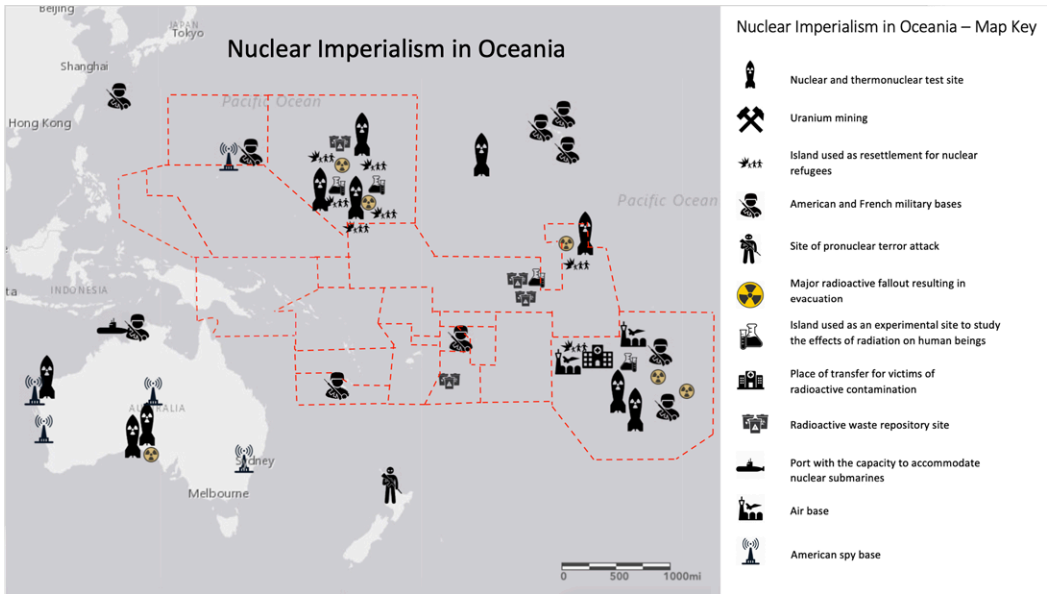 Beijing
JAPAN
Tokyo
Nuclear Imperialism in Oceania
Shanghai
Pacific Ocean
Hong Kong
Pacific Ocean
INDONESIA
ta
AUSTRALIA
Sydney
Melbourne
0 500 1000mi
Nuclear Imperialism in Oceania – Map Key
Nuclear and thermonuclear test site
Uranium mining
Island used as resettlement for nuclear
refugees
American and French military bases
Site of pronuclear terror attack
Major radioactive fallout resulting in
evacuation
Island used as an experimental site to study
the effects of radiation on human beings
Place of transfer for victims of
radioactive contamination
Radioactive waste repository site
Port with the capacity to accommodate
nuclear submarines
Air base
American spy base